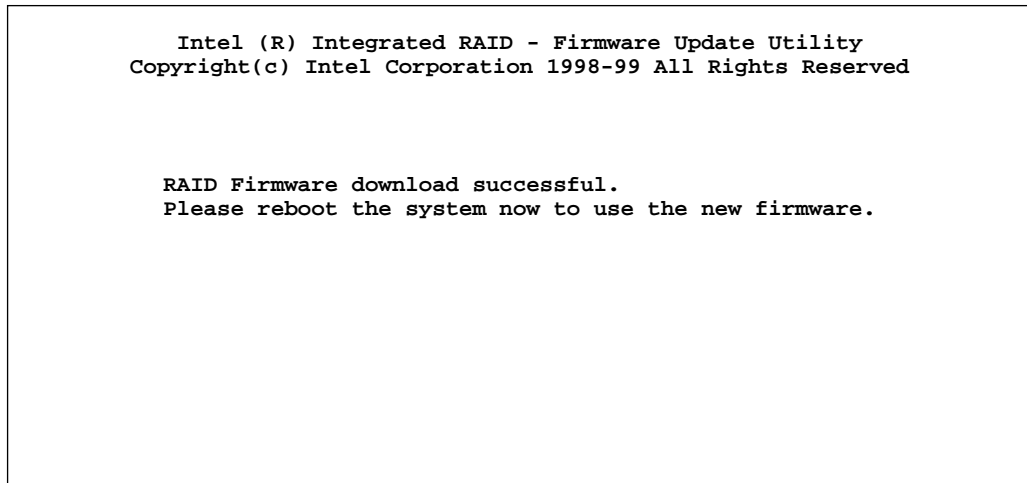 Intel (R) Integrated RAID - Firmware Update Utility
Copyright(c) Intel Corporation 1998-99 All Rights Reserved
RAID Firmware download successful.
Please reboot the system now to use the new firmware.